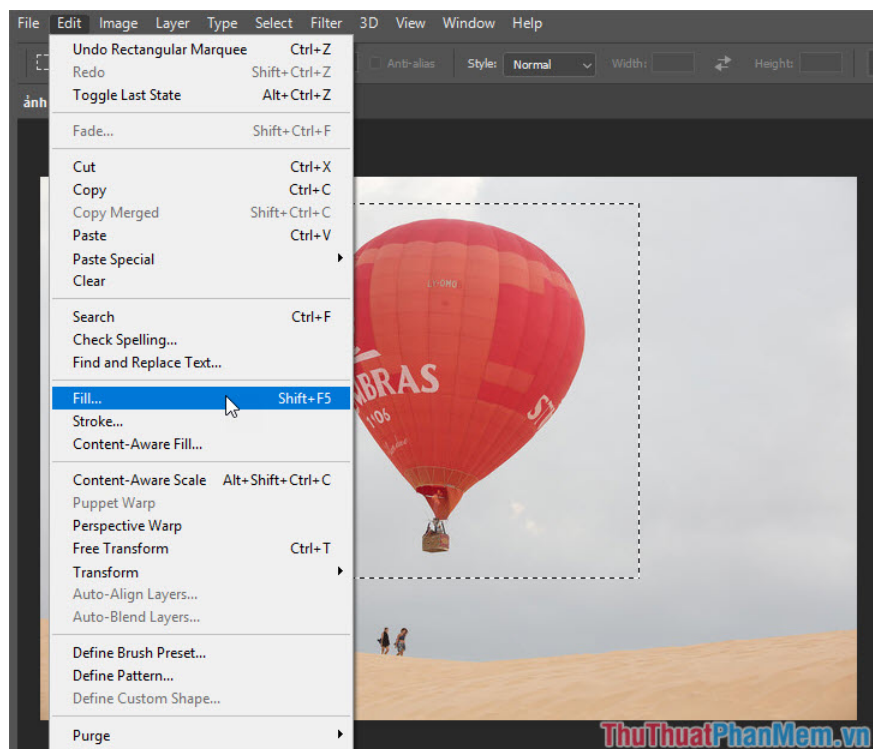 File Edit Image Layer Type Select Filter 3D View Window Help
Anti-alias Style: Normal Width: Height:
ảnh
Undo Rectangular Marquee Ctrl+Z
Redo Shift+Ctrl+Z
Toggle Last State Alt+Ctrl+Z
Fade... Shift+Ctrl+F
Cut Ctrl+X
Copy Ctrl+C
Copy Merged Shift+Ctrl+C
Paste Ctrl+V
Paste Special
Clear
Search Ctrl+F
Check Spelling...
Find and Replace Text...
Fill... Shift+F5
Stroke...
Content-Aware Fill...
Content-Aware Scale Alt+Shift+Ctrl+C
Puppet Warp
Perspective Warp
Free Transform Ctrl+T
Transform
Auto-Align Layers...
Auto-Blend Layers...
Define Brush Preset...
Define Pattern...
Define Custom Shape...
Purge
BRAS
1106
ThuThuatPhanMem.vn